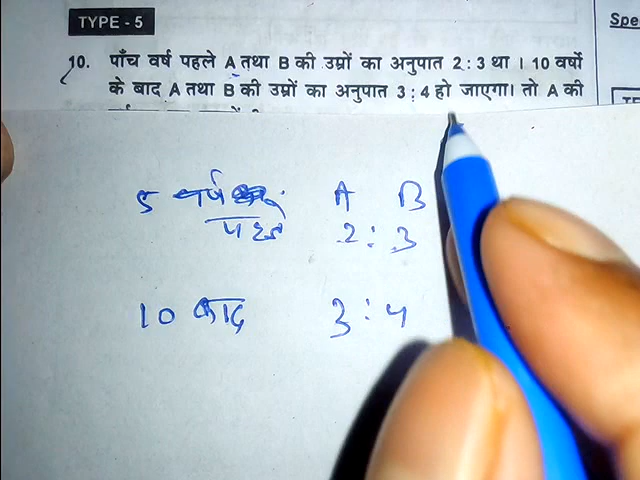 TYPE - 5
Spe
10. पाँच वर्ष पहले A तथा B की उम्रों का अनुपात 2 : 3 था । 10 वर्षो
के बाद A तथा B की उम्रों का अनुपात 3 : 4 हो जाएगा। तो A की
5 वर्ष A B
पहले 2 : 3
10 बाद 3 : 4